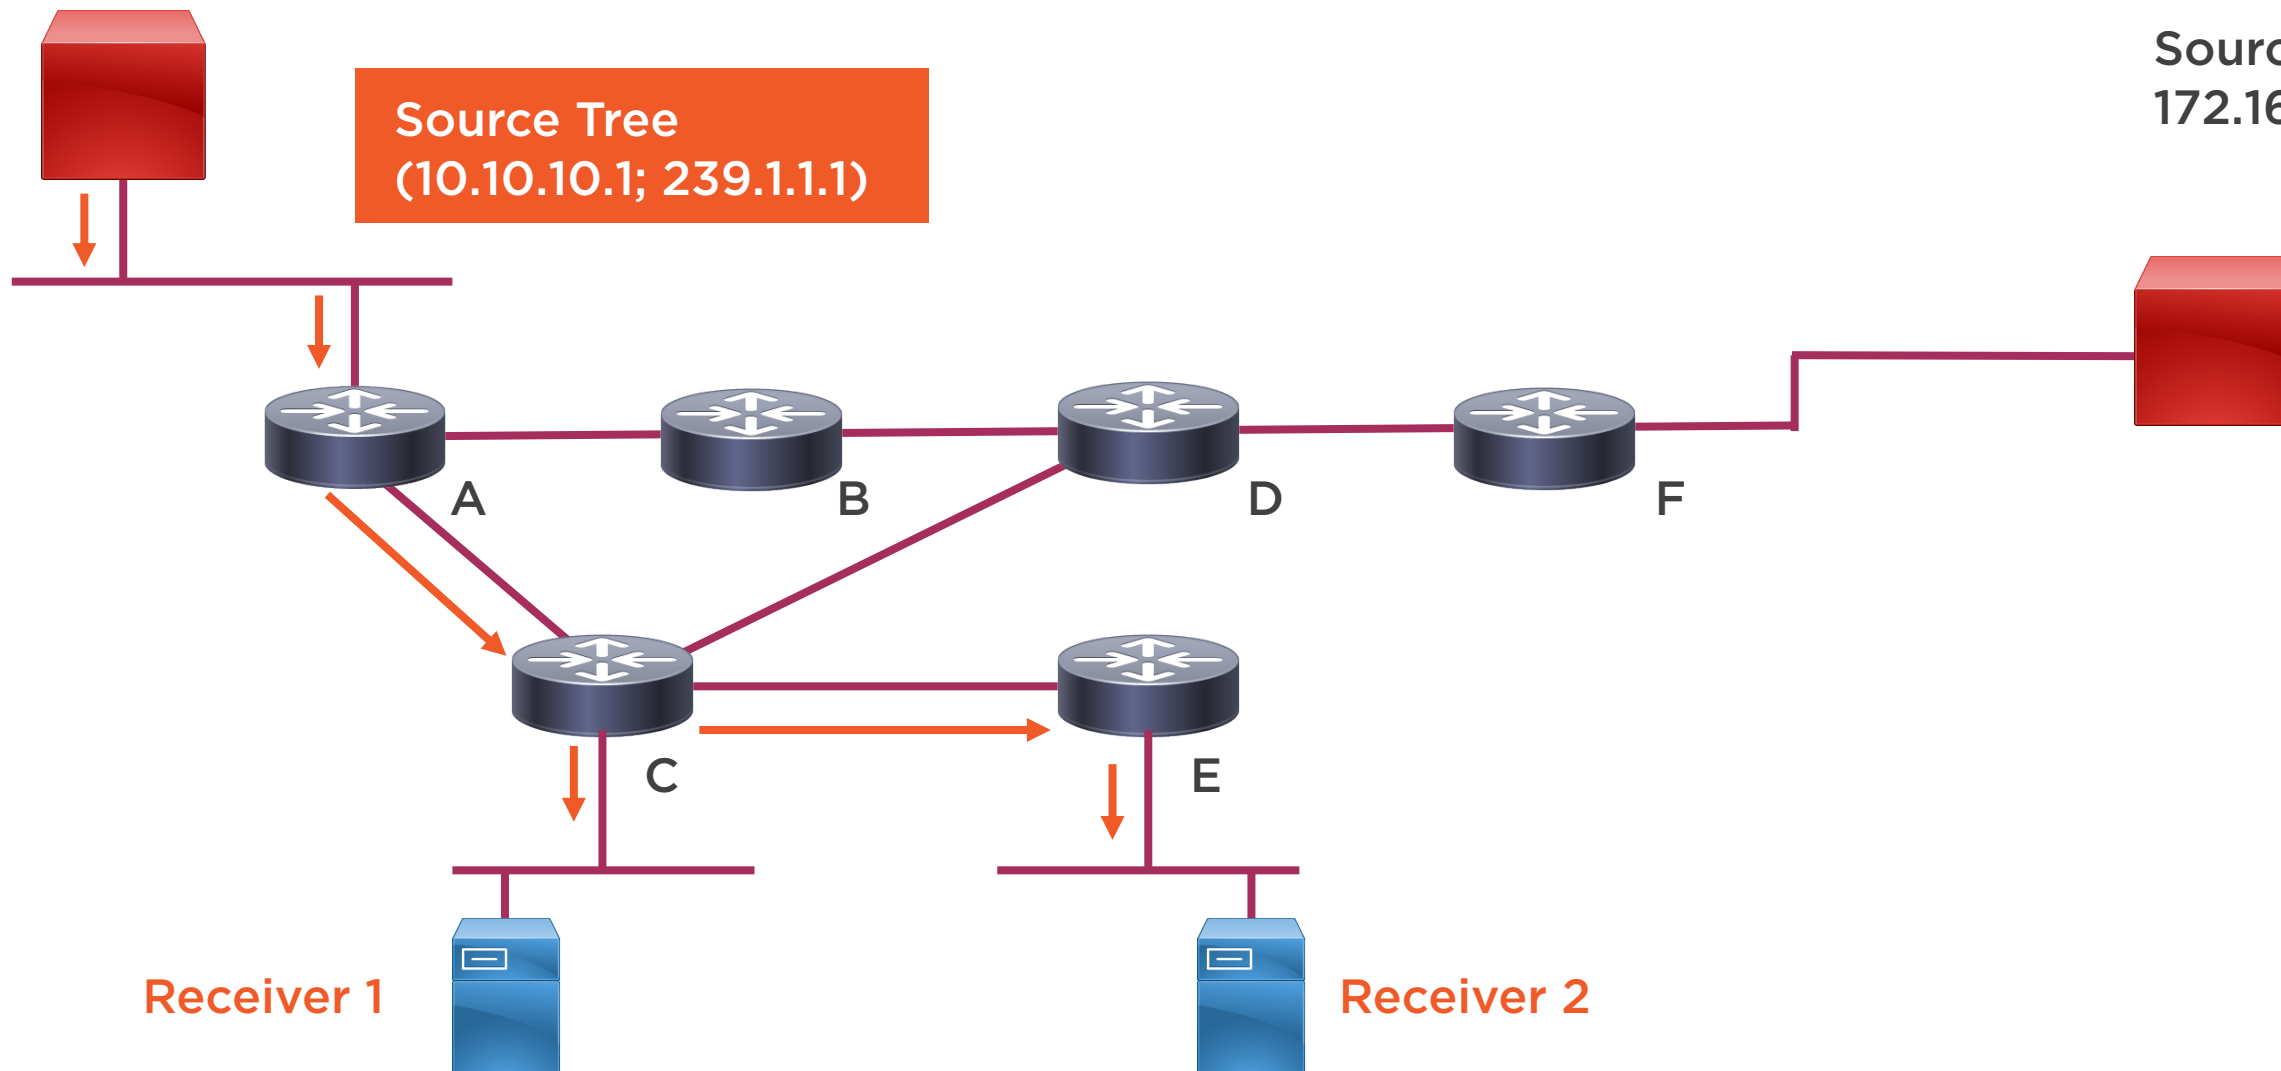 Source Tree
(10.10.10.1; 239.1.1.1)
A
B
D
F
C
E
Receiver 1
Receiver 2